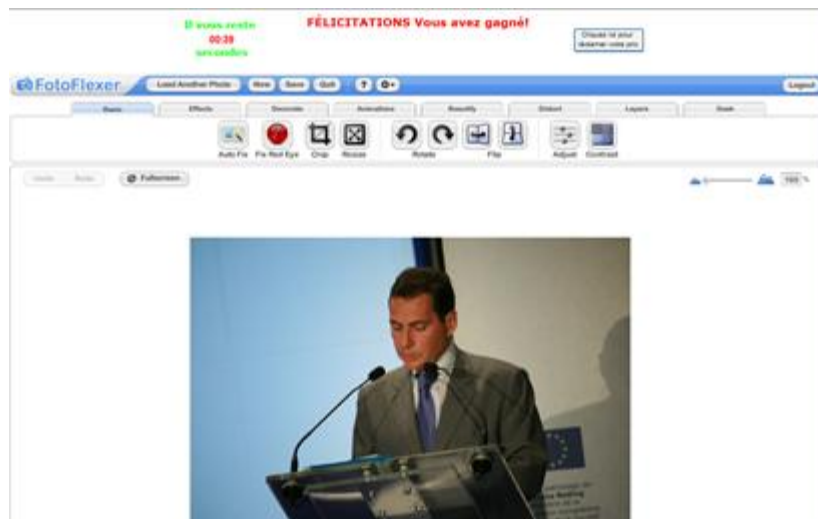 Il vous reste
00:39
secondes
FÉLICITATIONS Vous avez gagné!
Cliquez ici pour
réclamer votre prix
FotoFlexer
Load Another Photo New Save Quit ? Logout
Basic Effects Decorate Animations Beautify Distort Layers Geek
Auto Fix Fix Red Eye Crop Resize Rotate Flip Adjust Contrast
Undo Redo Fullscreen
100 %